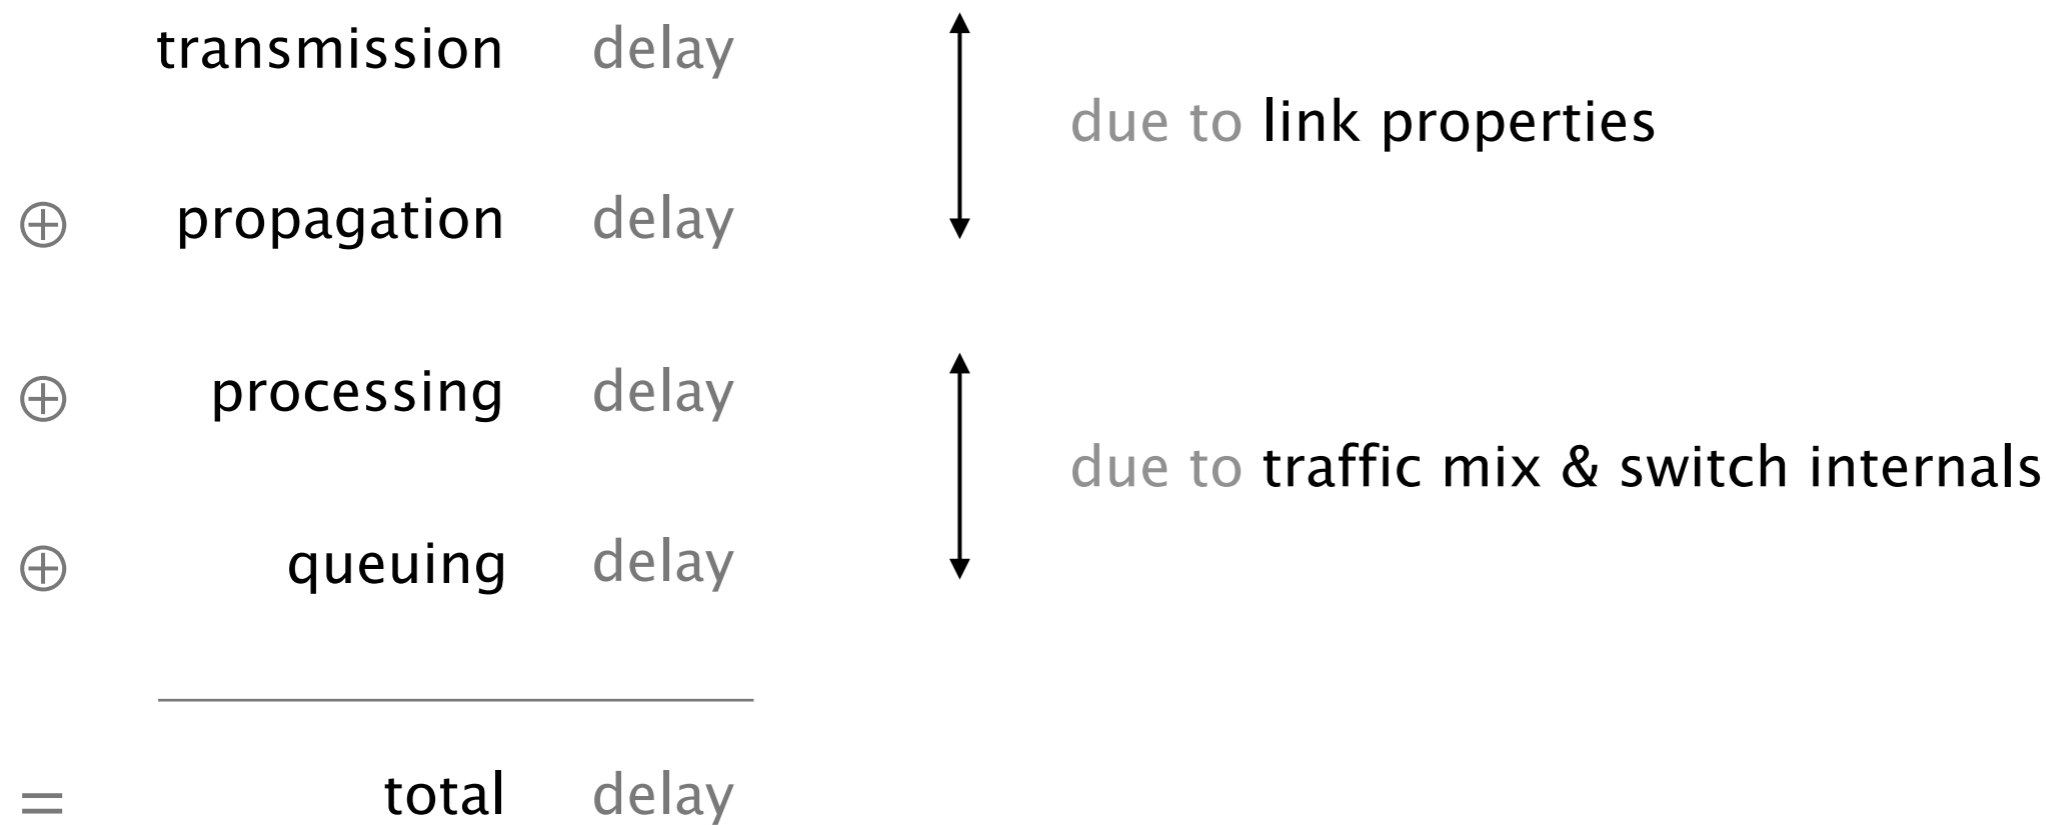 transmission delay
due to link properties
⊕ propagation delay
⊕ processing delay
due to traffic mix & switch internals
⊕ queuing delay
= total delay